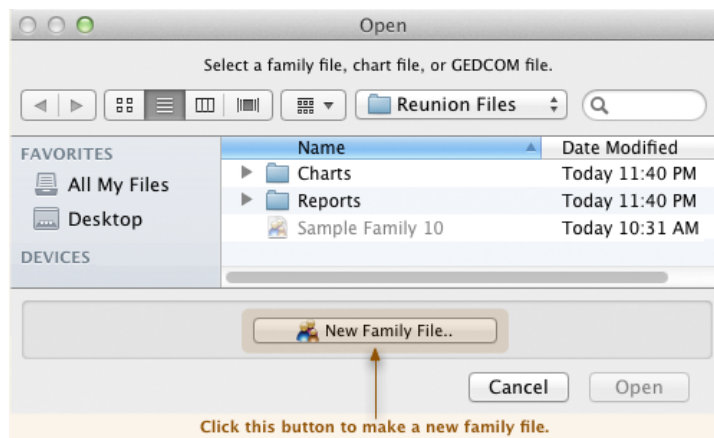 Open
Select a family file, chart file, or GEDCOM file.
Reunion Files
FAVORITES
All My Files
Desktop
DEVICES
Name Date Modified
Charts Today 11:40 PM
Reports Today 11:40 PM
Sample Family 10 Today 10:31 AM
New Family File..
Cancel Open
Click this button to make a new family file.